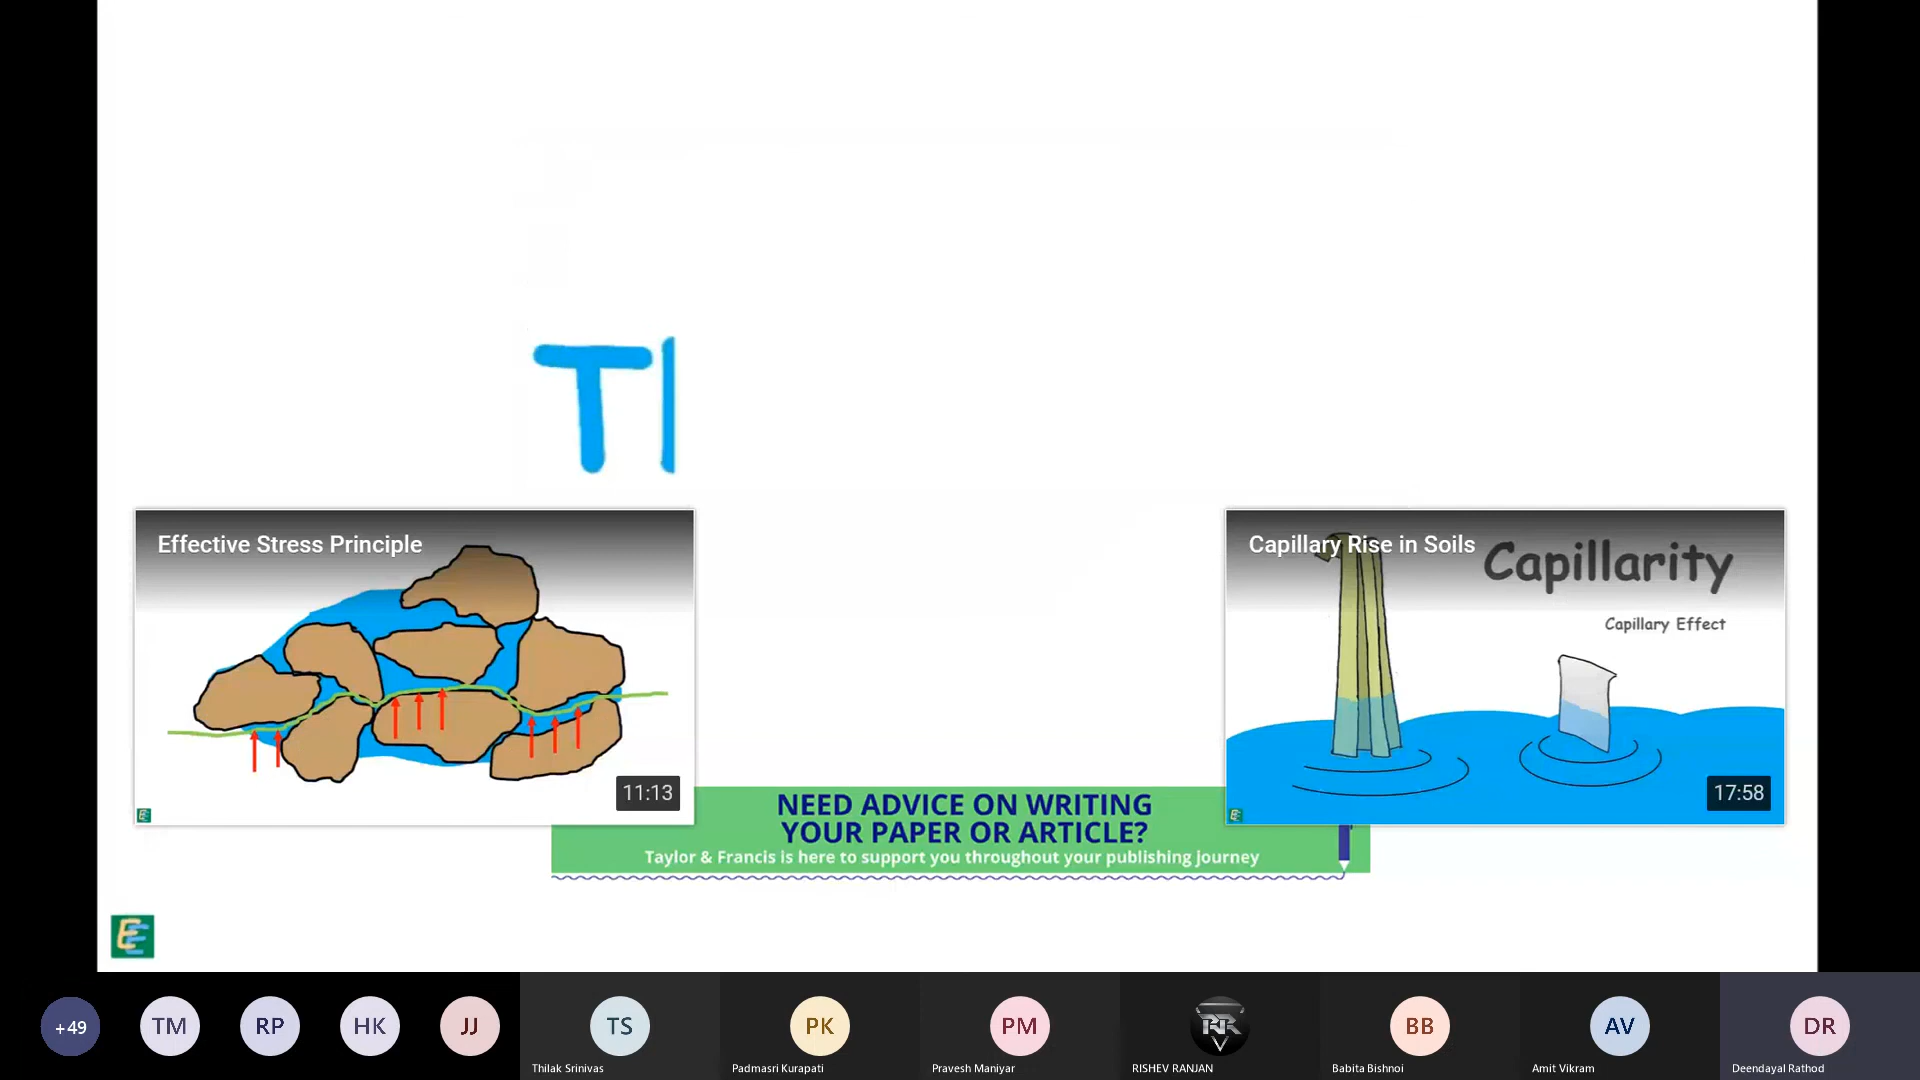 T
Effective Stress Principle
11:13
Capillary Rise in Soils
Capillarity
Capillary Effect
17:58
NEED ADVICE ON WRITING
YOUR PAPER OR ARTICLE?
Taylor & Francis is here to support you throughout your publishing journey
+49
TM
RP
HK
JJ
TS
PK
PM
BB
AV
DR
Thilak Srinivas
Padmasri Kurapati
Pravesh Maniyar
RISHEV RANJAN
Babita Bishnoi
Amit Vikram
Deendayal Rathod